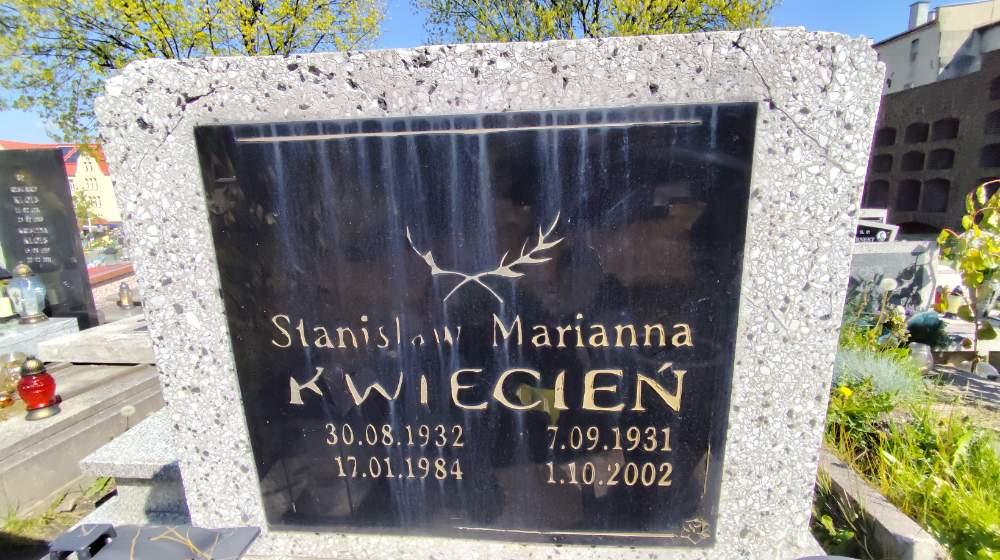 Stanisław Marianna
KWIECIEŃ
30.08.1932 7.09.1931
17.01.1984 1.10.2002